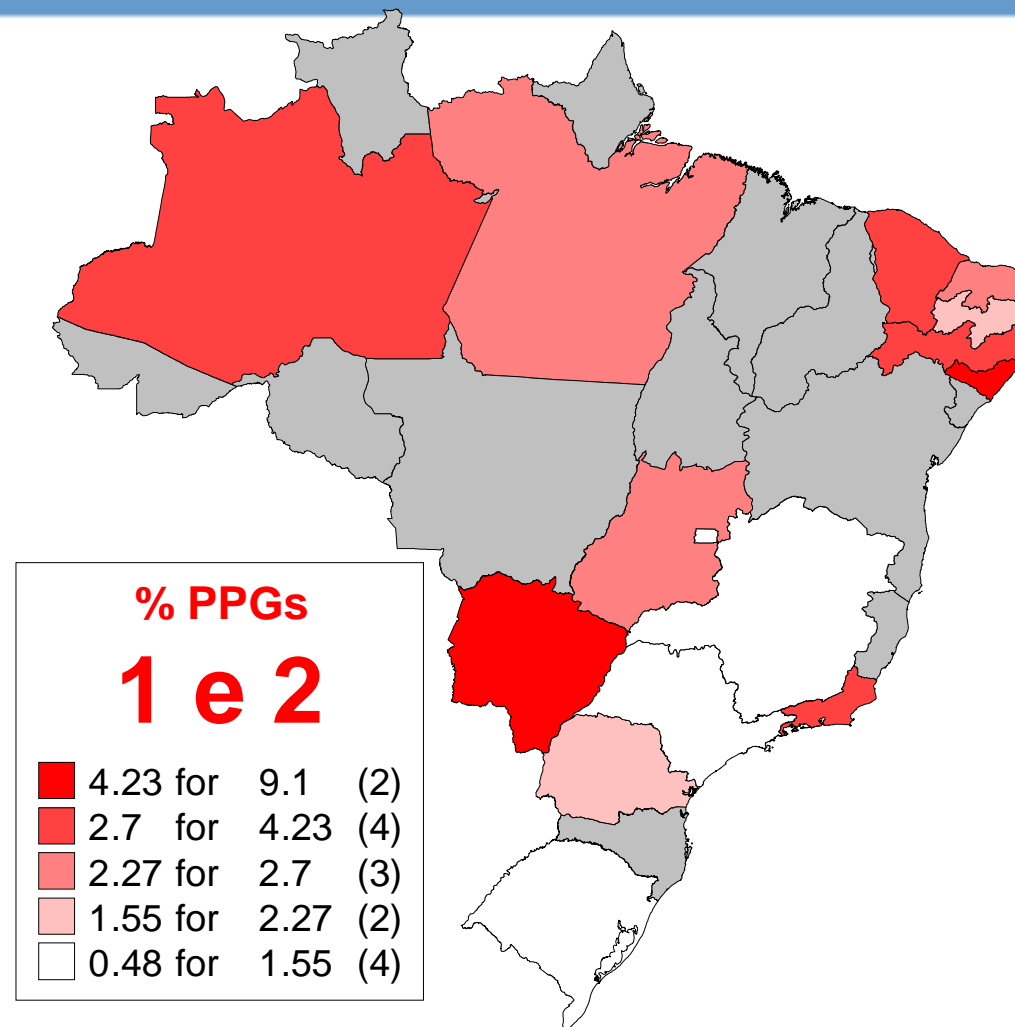 % PPGs
1 e 2
4.23 for 9.1 (2)
2.7 for 4.23 (4)
2.27 for 2.7 (3)
1.55 for 2.27 (2)
0.48 for 1.55 (4)